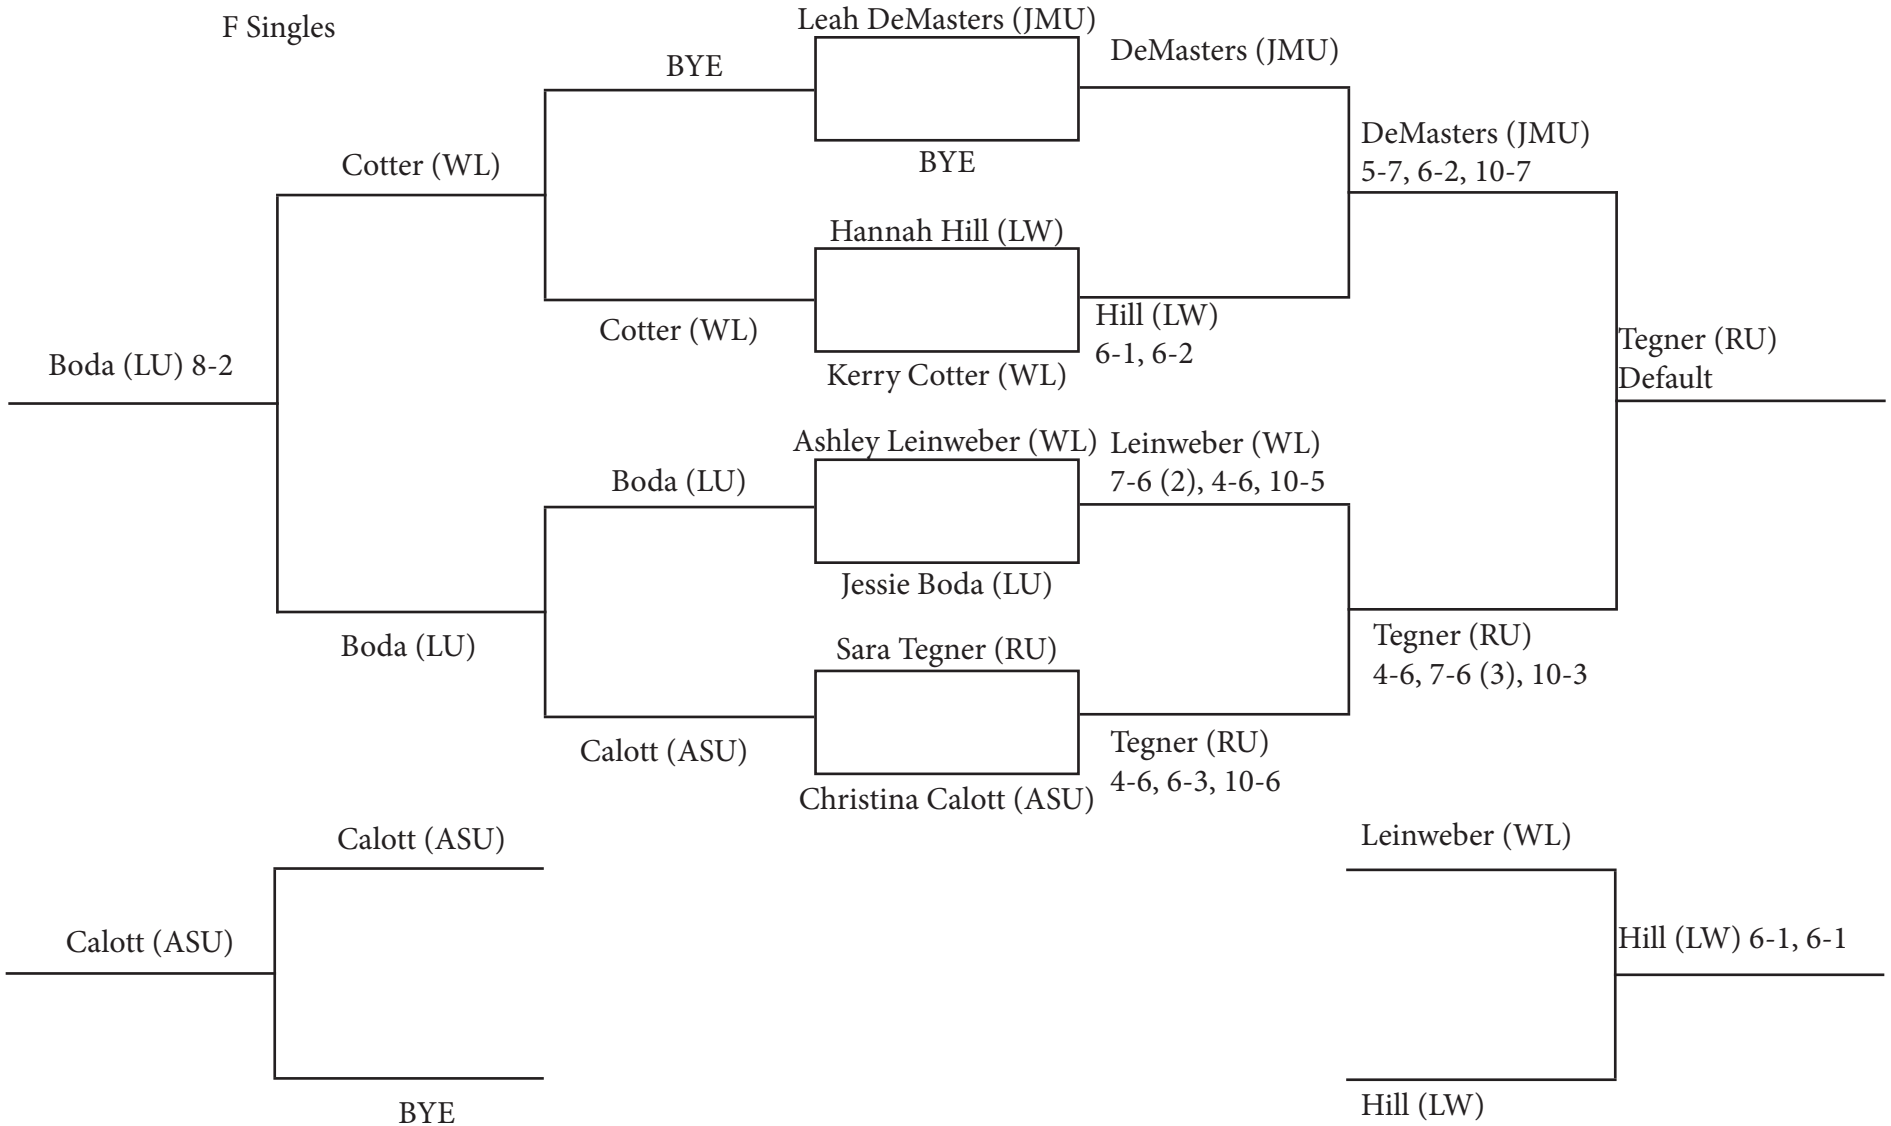 F Singles
Leah DeMasters (JMU)
DeMasters (JMU)
BYE
DeMasters (JMU)
5-7, 6-2, 10-7
Cotter (WL)
BYE
Hannah Hill (LW)
Hill (LW)
6-1, 6-2
Cotter (WL)
Tegner (RU)
Default
Boda (LU) 8-2
Kerry Cotter (WL)
Ashley Leinweber (WL)
Leinweber (WL)
7-6 (2), 4-6, 10-5
Boda (LU)
Jessie Boda (LU)
Boda (LU)
Sara Tegner (RU)
Tegner (RU)
4-6, 7-6 (3), 10-3
Calott (ASU)
Tegner (RU)
4-6, 6-3, 10-6
Christina Calott (ASU)
Calott (ASU)
Leinweber (WL)
Calott (ASU)
Hill (LW) 6-1, 6-1
BYE
Hill (LW)